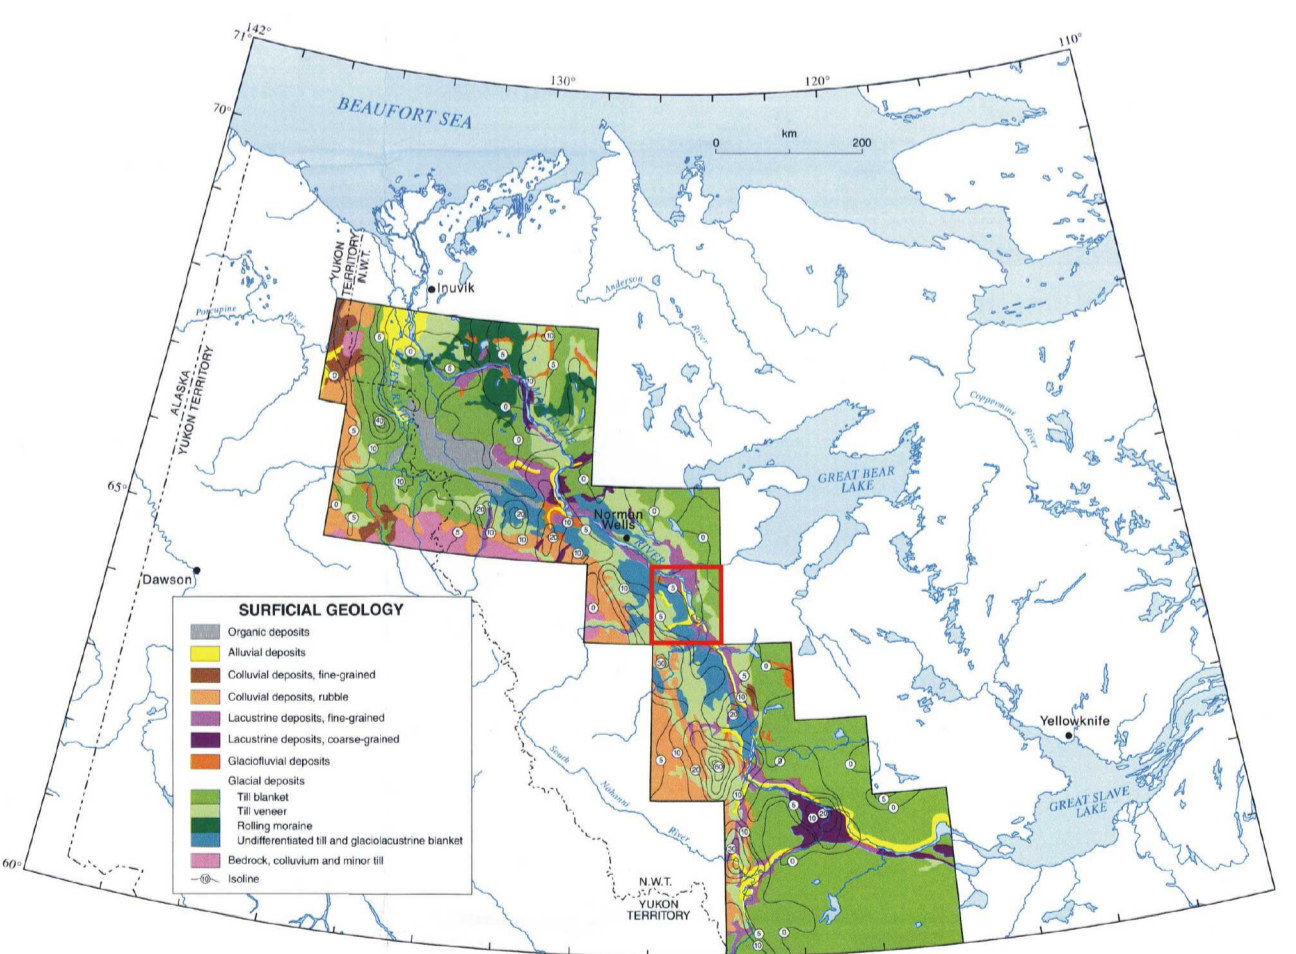 142°
71°
110°
130°
120°
70°
BEAUFORT SEA
0 km 200
YUKON
TERRITORY
N.W.T.
Inuvik
Anderson
River
Porcupine
River
ALASKA
YUKON TERRITORY
PEEL RIVER
Coppermine
River
GREAT BEAR
LAKE
65°
Norman
Wells
RIVER
Dawson
SURFICIAL GEOLOGY
Organic deposits
Alluvial deposits
Colluvial deposits, fine-grained
Colluvial deposits, rubble
Lacustrine deposits, fine-grained
Lacustrine deposits, coarse-grained
Glaciofluvial deposits
Glacial deposits
Till blanket
Till veneer
Rolling moraine
Undifferentiated till and glaciolacustrine blanket
Bedrock, colluvium and minor till
10 Isoline
Yellowknife
GREAT SLAVE
LAKE
South
Nahanni
River
60°
N.W.T.
YUKON
TERRITORY